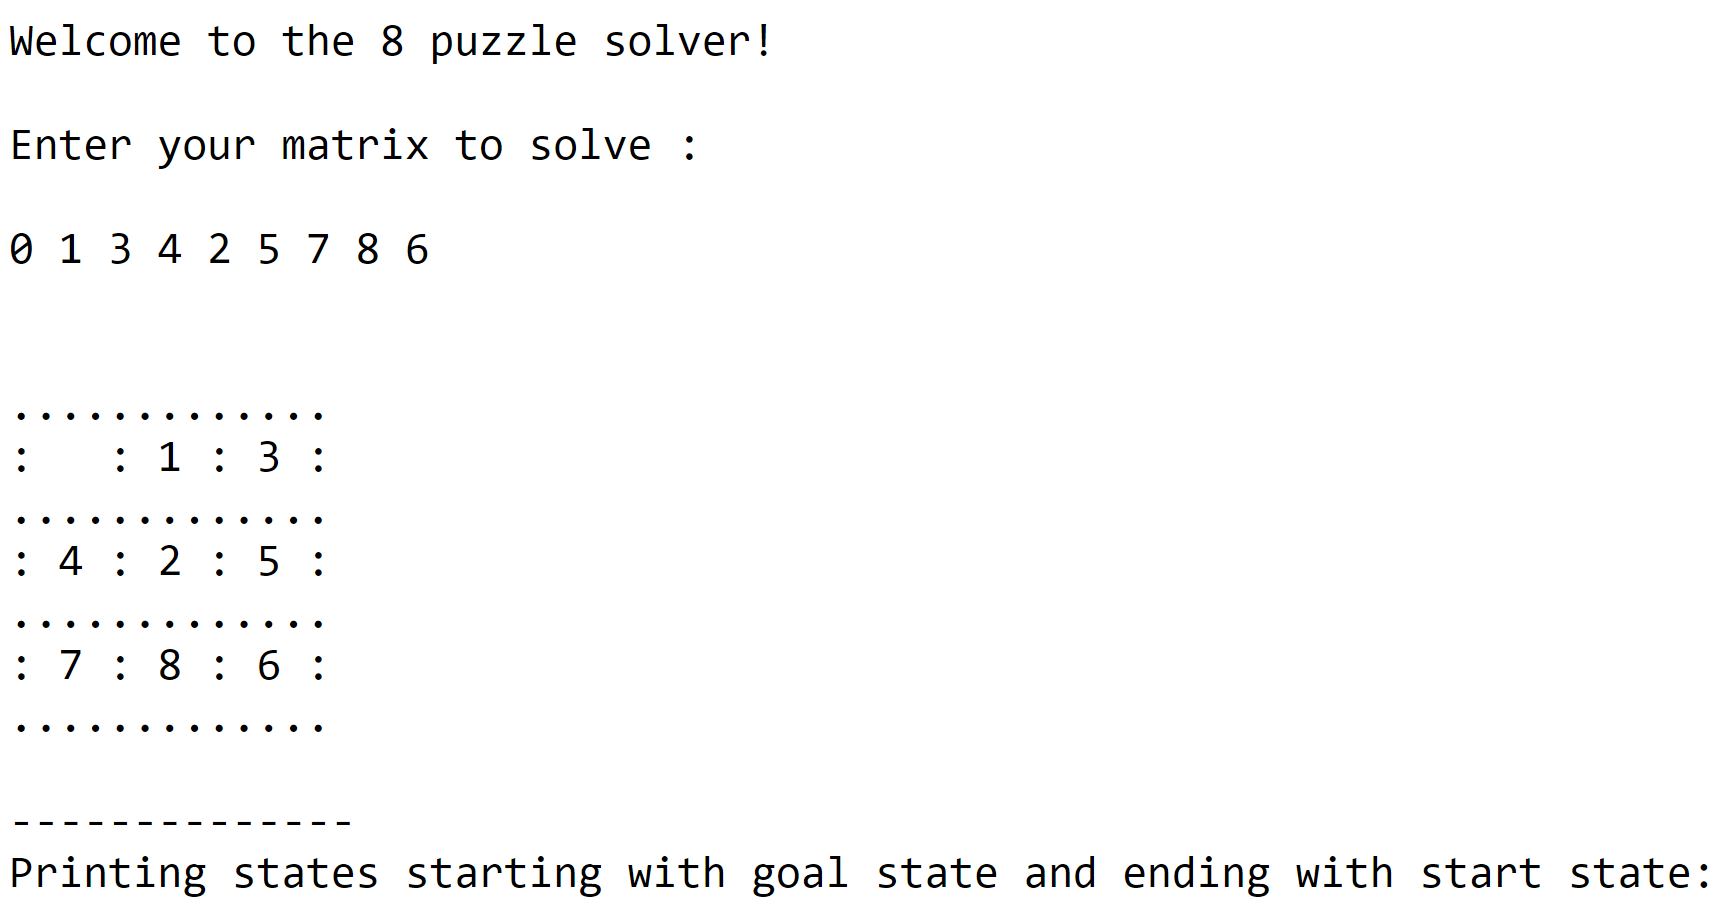 Welcome to the 8 puzzle solver!
Enter your matrix to solve :
0 1 3 4 2 5 7 8 6
.............
:   : 1 : 3 :
.............
: 4 : 2 : 5 :
.............
: 7 : 8 : 6 :
.............
--------------
Printing states starting with goal state and ending with start state: